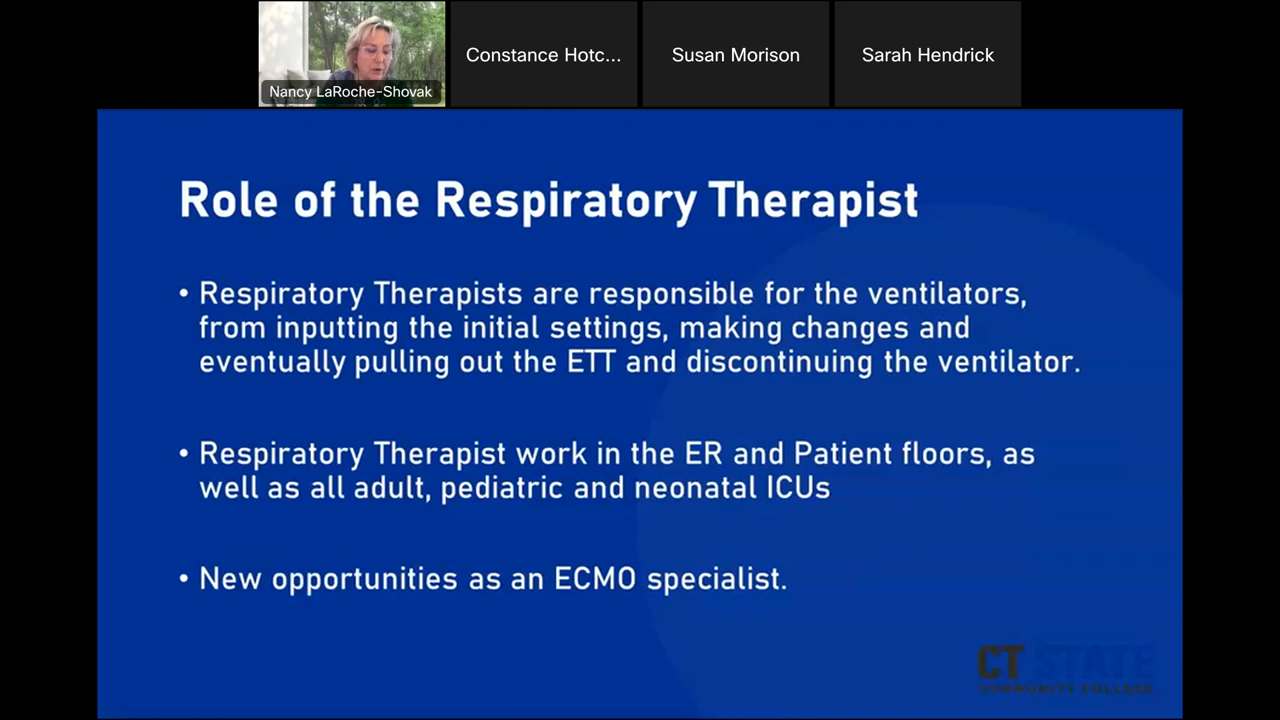 Nancy LaRoche-Shovak
Constance Hotc...
Susan Morison
Sarah Hendrick
Role of the Respiratory Therapist
• Respiratory Therapists are responsible for the ventilators,
from inputting the initial settings, making changes and
eventually pulling out the ETT and discontinuing the ventilator.
• Respiratory Therapist work in the ER and Patient floors, as
well as all adult, pediatric and neonatal ICUs
• New opportunities as an ECMO specialist.
CT STATE
COMMUNITY COLLEGE